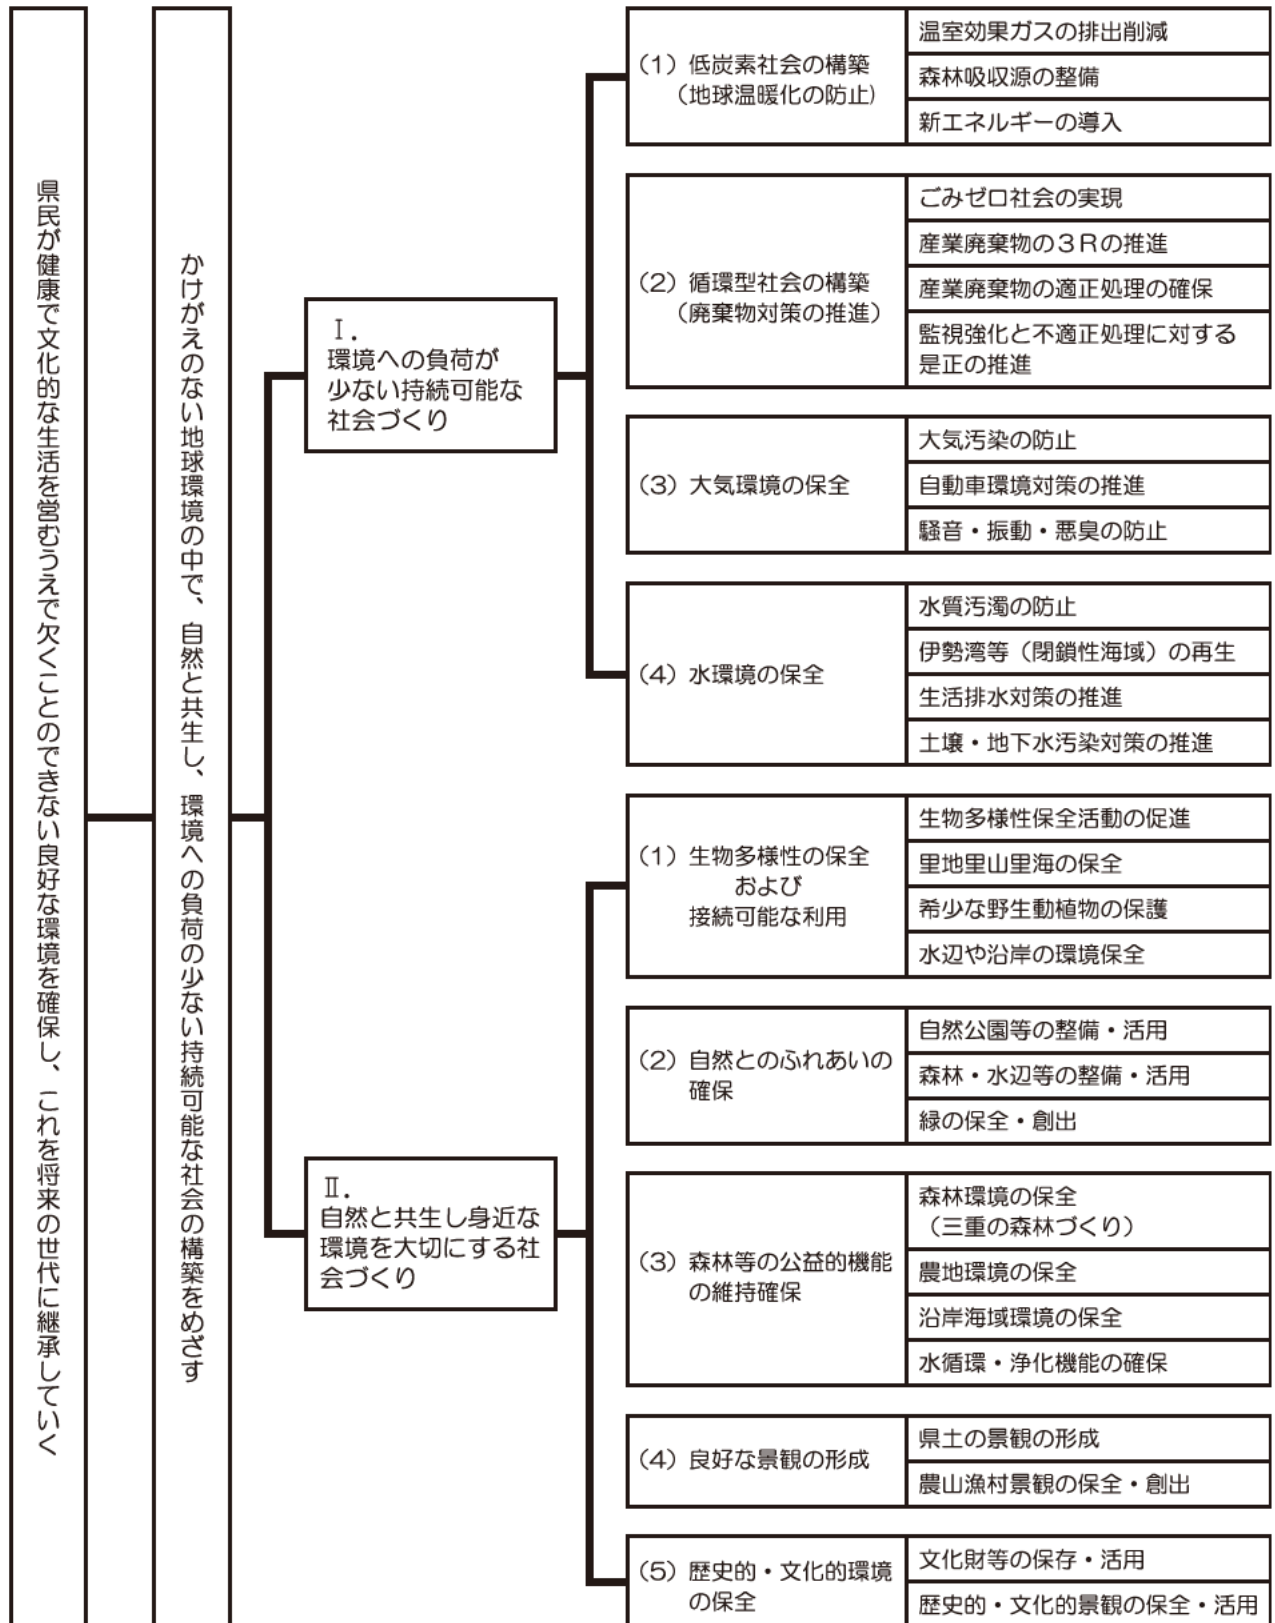 県民が健康で文化的な生活を営むうえで欠くことのできない良好な環境を確保し、これを将来の世代に継承していく
かけがえのない地球環境の中で、自然と共生し、環境への負荷の少ない持続可能な社会の構築をめざす
Ⅰ.
環境への負荷が
少ない持続可能な
社会づくり
(1) 低炭素社会の構築
(地球温暖化の防止)
温室効果ガスの排出削減
森林吸収源の整備
新エネルギーの導入
(2) 循環型社会の構築
(廃棄物対策の推進)
ごみゼロ社会の実現
産業廃棄物の3Rの推進
産業廃棄物の適正処理の確保
監視強化と不適正処理に対する
是正の推進
(3) 大気環境の保全
大気汚染の防止
自動車環境対策の推進
騒音・振動・悪臭の防止
(4) 水環境の保全
水質汚濁の防止
伊勢湾等(閉鎖性海域)の再生
生活排水対策の推進
土壌・地下水汚染対策の推進
Ⅱ.
自然と共生し身近な
環境を大切にする社
会づくり
(1) 生物多様性の保全
および
接続可能な利用
生物多様性保全活動の促進
里地里山里海の保全
希少な野生動植物の保護
水辺や沿岸の環境保全
(2) 自然とのふれあいの
確保
自然公園等の整備・活用
森林・水辺等の整備・活用
緑の保全・創出
(3) 森林等の公益的機能
の維持確保
森林環境の保全
(三重の森林づくり)
農地環境の保全
沿岸海域環境の保全
水循環・浄化機能の確保
(4) 良好な景観の形成
県土の景観の形成
農山漁村景観の保全・創出
(5) 歴史的・文化的環境
の保全
文化財等の保存・活用
歴史的・文化的景観の保全・活用